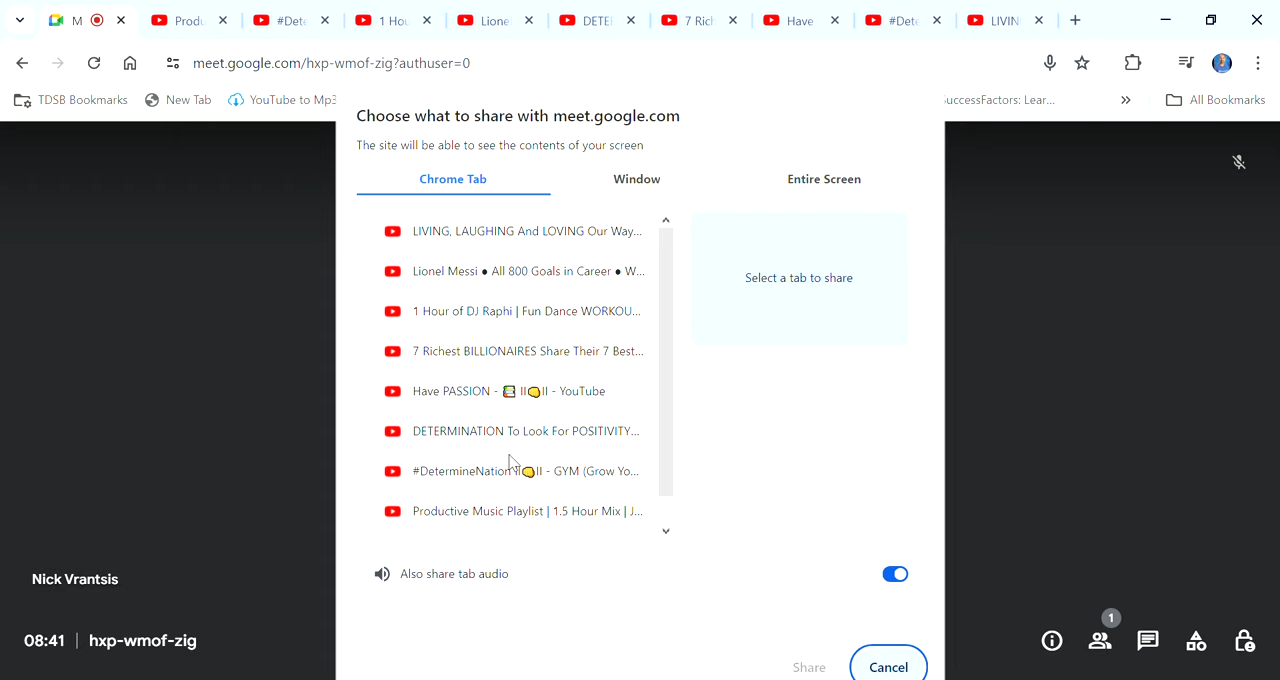 M
Produ
#Dete
1 Hou
Lione
DETE
7 Rich
Have
#Dete
LIVIN
meet.google.com/hxp-wmof-zig?authuser=0
TDSB Bookmarks
New Tab
YouTube to Mp3
SuccessFactors: Lear...
All Bookmarks
Choose what to share with meet.google.com
The site will be able to see the contents of your screen
Chrome Tab
Window
Entire Screen
LIVING, LAUGHING And LOVING Our Way...
Lionel Messi ● All 800 Goals in Career ● W...
1 Hour of DJ Raphi | Fun Dance WORKOU...
7 Richest BILLIONAIRES Share Their 7 Best...
Have PASSION - 📗 II👊II - YouTube
DETERMINATION To Look For POSITIVITY...
#DetermineNation II👊II - GYM (Grow Yo...
Productive Music Playlist | 1.5 Hour Mix | J...
Select a tab to share
Also share tab audio
Nick Vrantsis
08:41 | hxp-wmof-zig
1
Share
Cancel